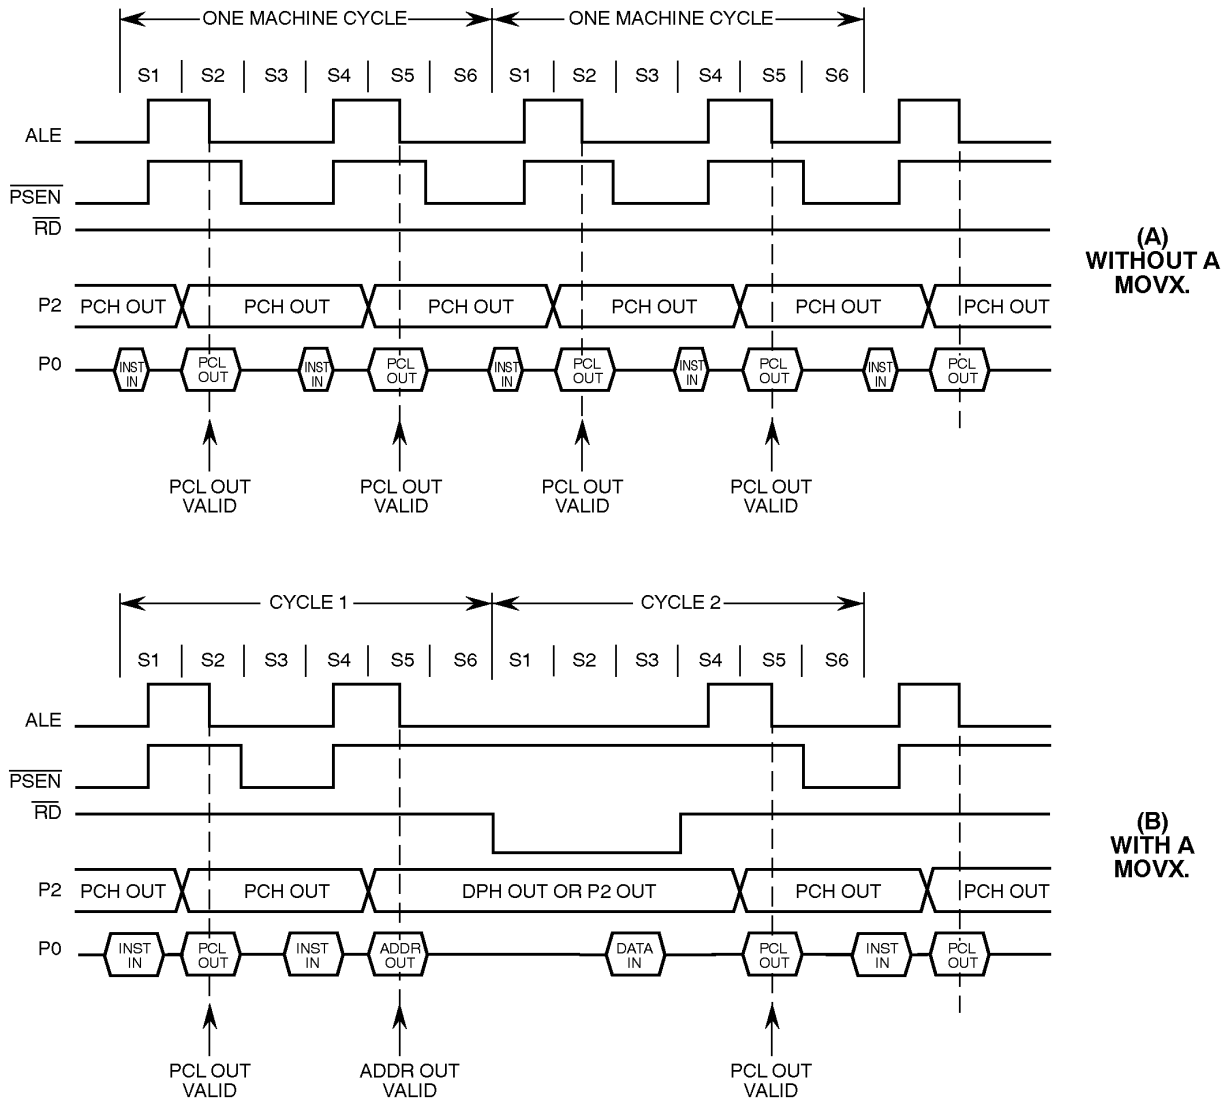 ONE MACHINE CYCLE ONE MACHINE CYCLE
S1 S2 S3 S4 S5 S6 S1 S2 S3 S4 S5 S6
ALE
PSEN
RD
(A)
WITHOUT A
MOVX.
P2 PCH OUT PCH OUT PCH OUT PCH OUT PCH OUT PCH OUT
P0 INST IN PCL OUT INST IN PCL OUT INST IN PCL OUT INST IN PCL OUT INST IN PCL OUT
PCL OUT PCL OUT PCL OUT PCL OUT
VALID VALID VALID VALID
CYCLE 1 CYCLE 2
S1 S2 S3 S4 S5 S6 S1 S2 S3 S4 S5 S6
ALE
PSEN
RD
(B)
WITH A
MOVX.
P2 PCH OUT PCH OUT DPH OUT OR P2 OUT PCH OUT PCH OUT
P0 INST IN PCL OUT INST IN ADDR OUT DATA IN PCL OUT INST IN PCL OUT
PCL OUT ADDR OUT PCL OUT
VALID VALID VALID